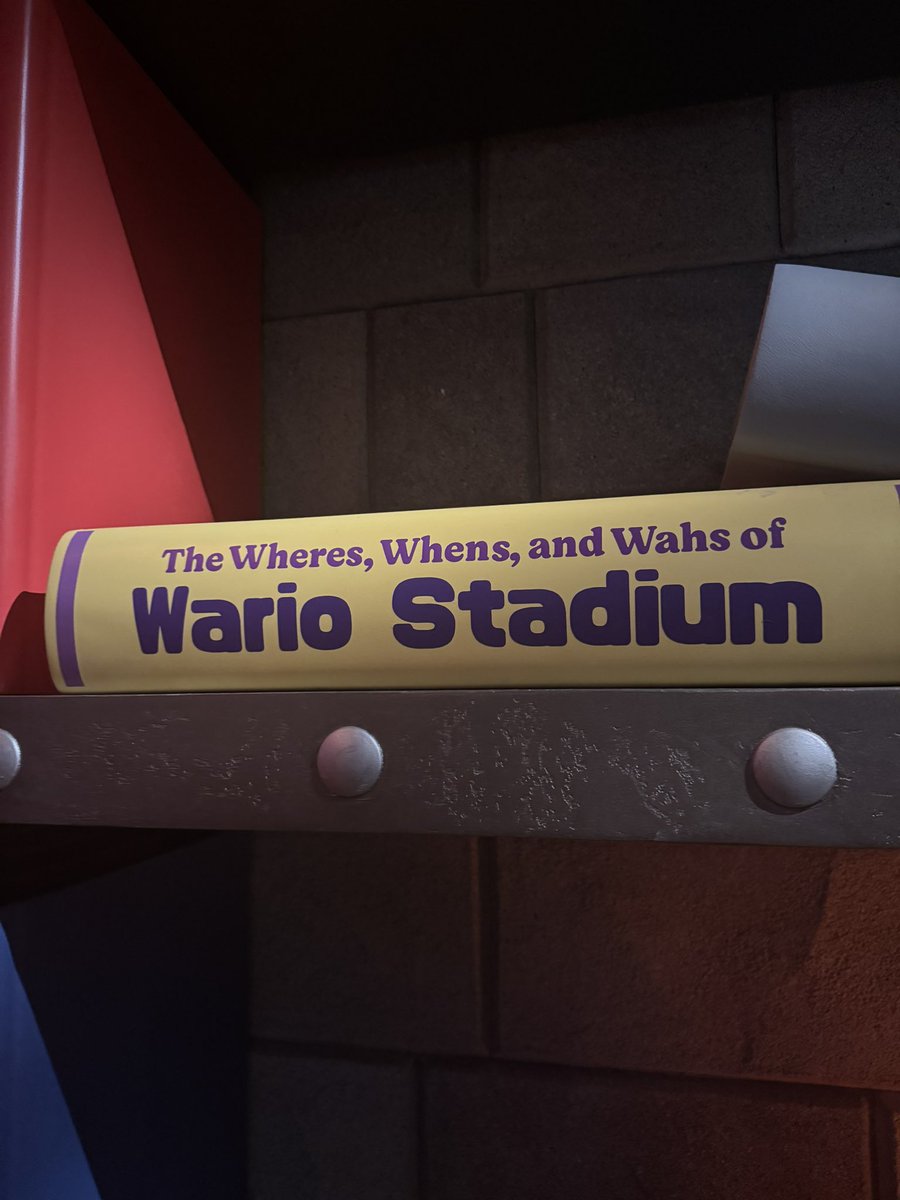 The Wheres, Whens, and Wahs of
Wario Stadium